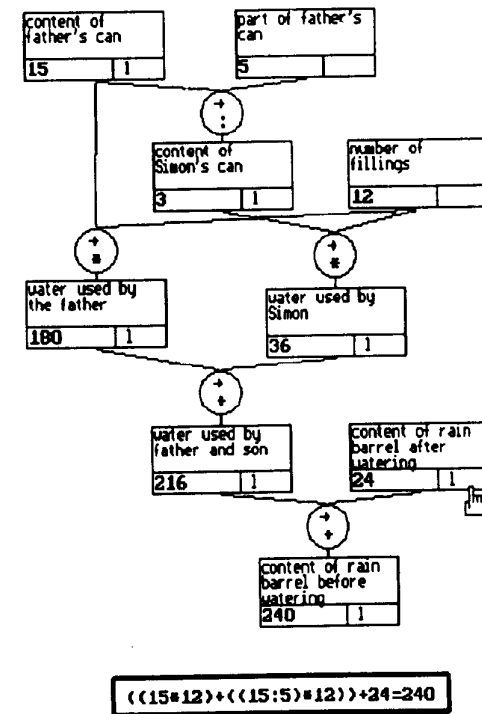 content of
father's can
15 1
part of father's
can
5
→
:
content of
Simon's can
3 1
number of
fillings
12
→
*
→
*
water used by
the father
180 1
water used by
Simon
36 1
→
+
water used by
father and son
216 1
content of rain
barrel after
watering
24 1
→
+
content of rain
barrel before
watering
240 1
((15*12)+((15:5)*12))+24=240